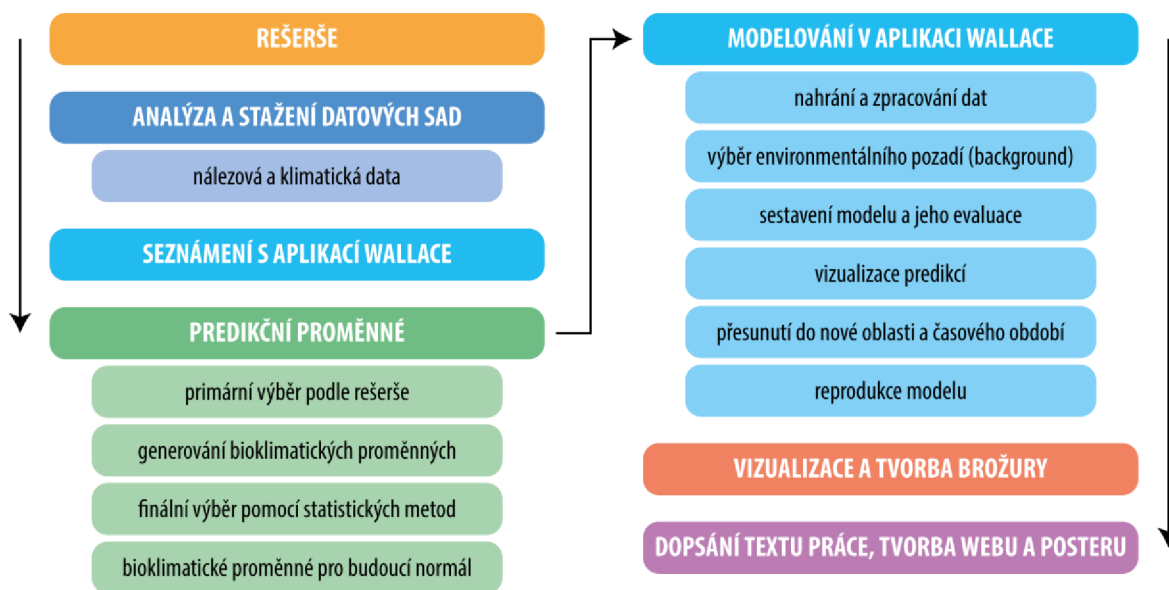 REŠERŠE
ANALÝZA A STAŽENÍ DATOVÝCH SAD
nálezová a klimatická data
SEZNÁMENÍ S APLIKACÍ WALLACE
PREDIKČNÍ PROMĚNNÉ
primární výběr podle rešerše
generování bioklimatických proměnných
finální výběr pomocí statistických metod
bioklimatické proměnné pro budoucí normál
MODELOVÁNÍ V APLIKACI WALLACE
nahrání a zpracování dat
výběr environmentálního pozadí (background)
sestavení modelu a jeho evaluace
vizualizace predikcí
přesunutí do nové oblasti a časového období
reprodukce modelu
VIZUALIZACE A TVORBA BROŽURY
DOPSÁNÍ TEXTU PRÁCE, TVORBA WEBU A POSTERU